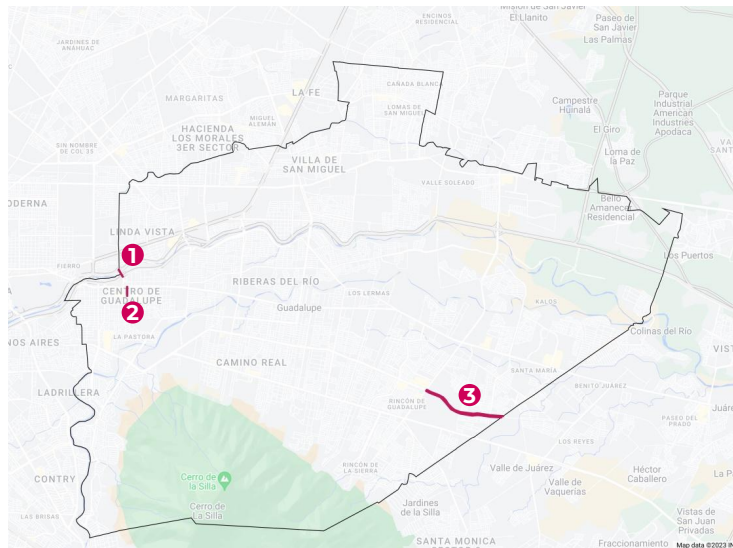 Misión de San Javier
ENCINOS
RESIDENCIAL
El Llanito
Paseo de
San Javier
Las Palmas
JARDINES DE
ANÁHUAC
LA FE
CAÑADA BLANCA
MARGARITAS
LOMAS DE
SAN MIGUEL
MIGUEL
ALEMÁN
Campestre
Huinalá
Parque
Industrial
American
Industries
Apodaca
HACIENDA
LOS MORALES
3ER SECTOR
El Giro
SIN NOMBRE
DE COL 35
VILLA DE
SAN MIGUEL
Loma de
la Paz
VALLE SOLEADO
ODERNA
Bello
Amanecer
Residencial
LINDA VISTA
1
Los Puertos
FIERRO
CENTRO DE
GUADALUPE
RIBERAS DEL RÍO
LOS LERMAS
KALOS
2
Guadalupe
Colinas del Río
NOS AIRES
LA PASTORA
VIST
CAMINO REAL
SANTA MARÍA
BENITO JUÁREZ
LADRILLERA
3
RINCÓN DE
GUADALUPE
Juáre
PASEO DEL
PRADO
LOS REYES
RINCÓN DE
LA SIERRA
Valle de Juárez
Héctor
Caballero
CONTRY
Cerro de
la Silla
Valle de
Vaquerías
La P
Jardines
de la Silla
Cerro de
La Silla
LAS BRISAS
Vistas de
San Juan
Privadas
SANTA MONICA
Fraccionamiento
Map data ©2023 IN